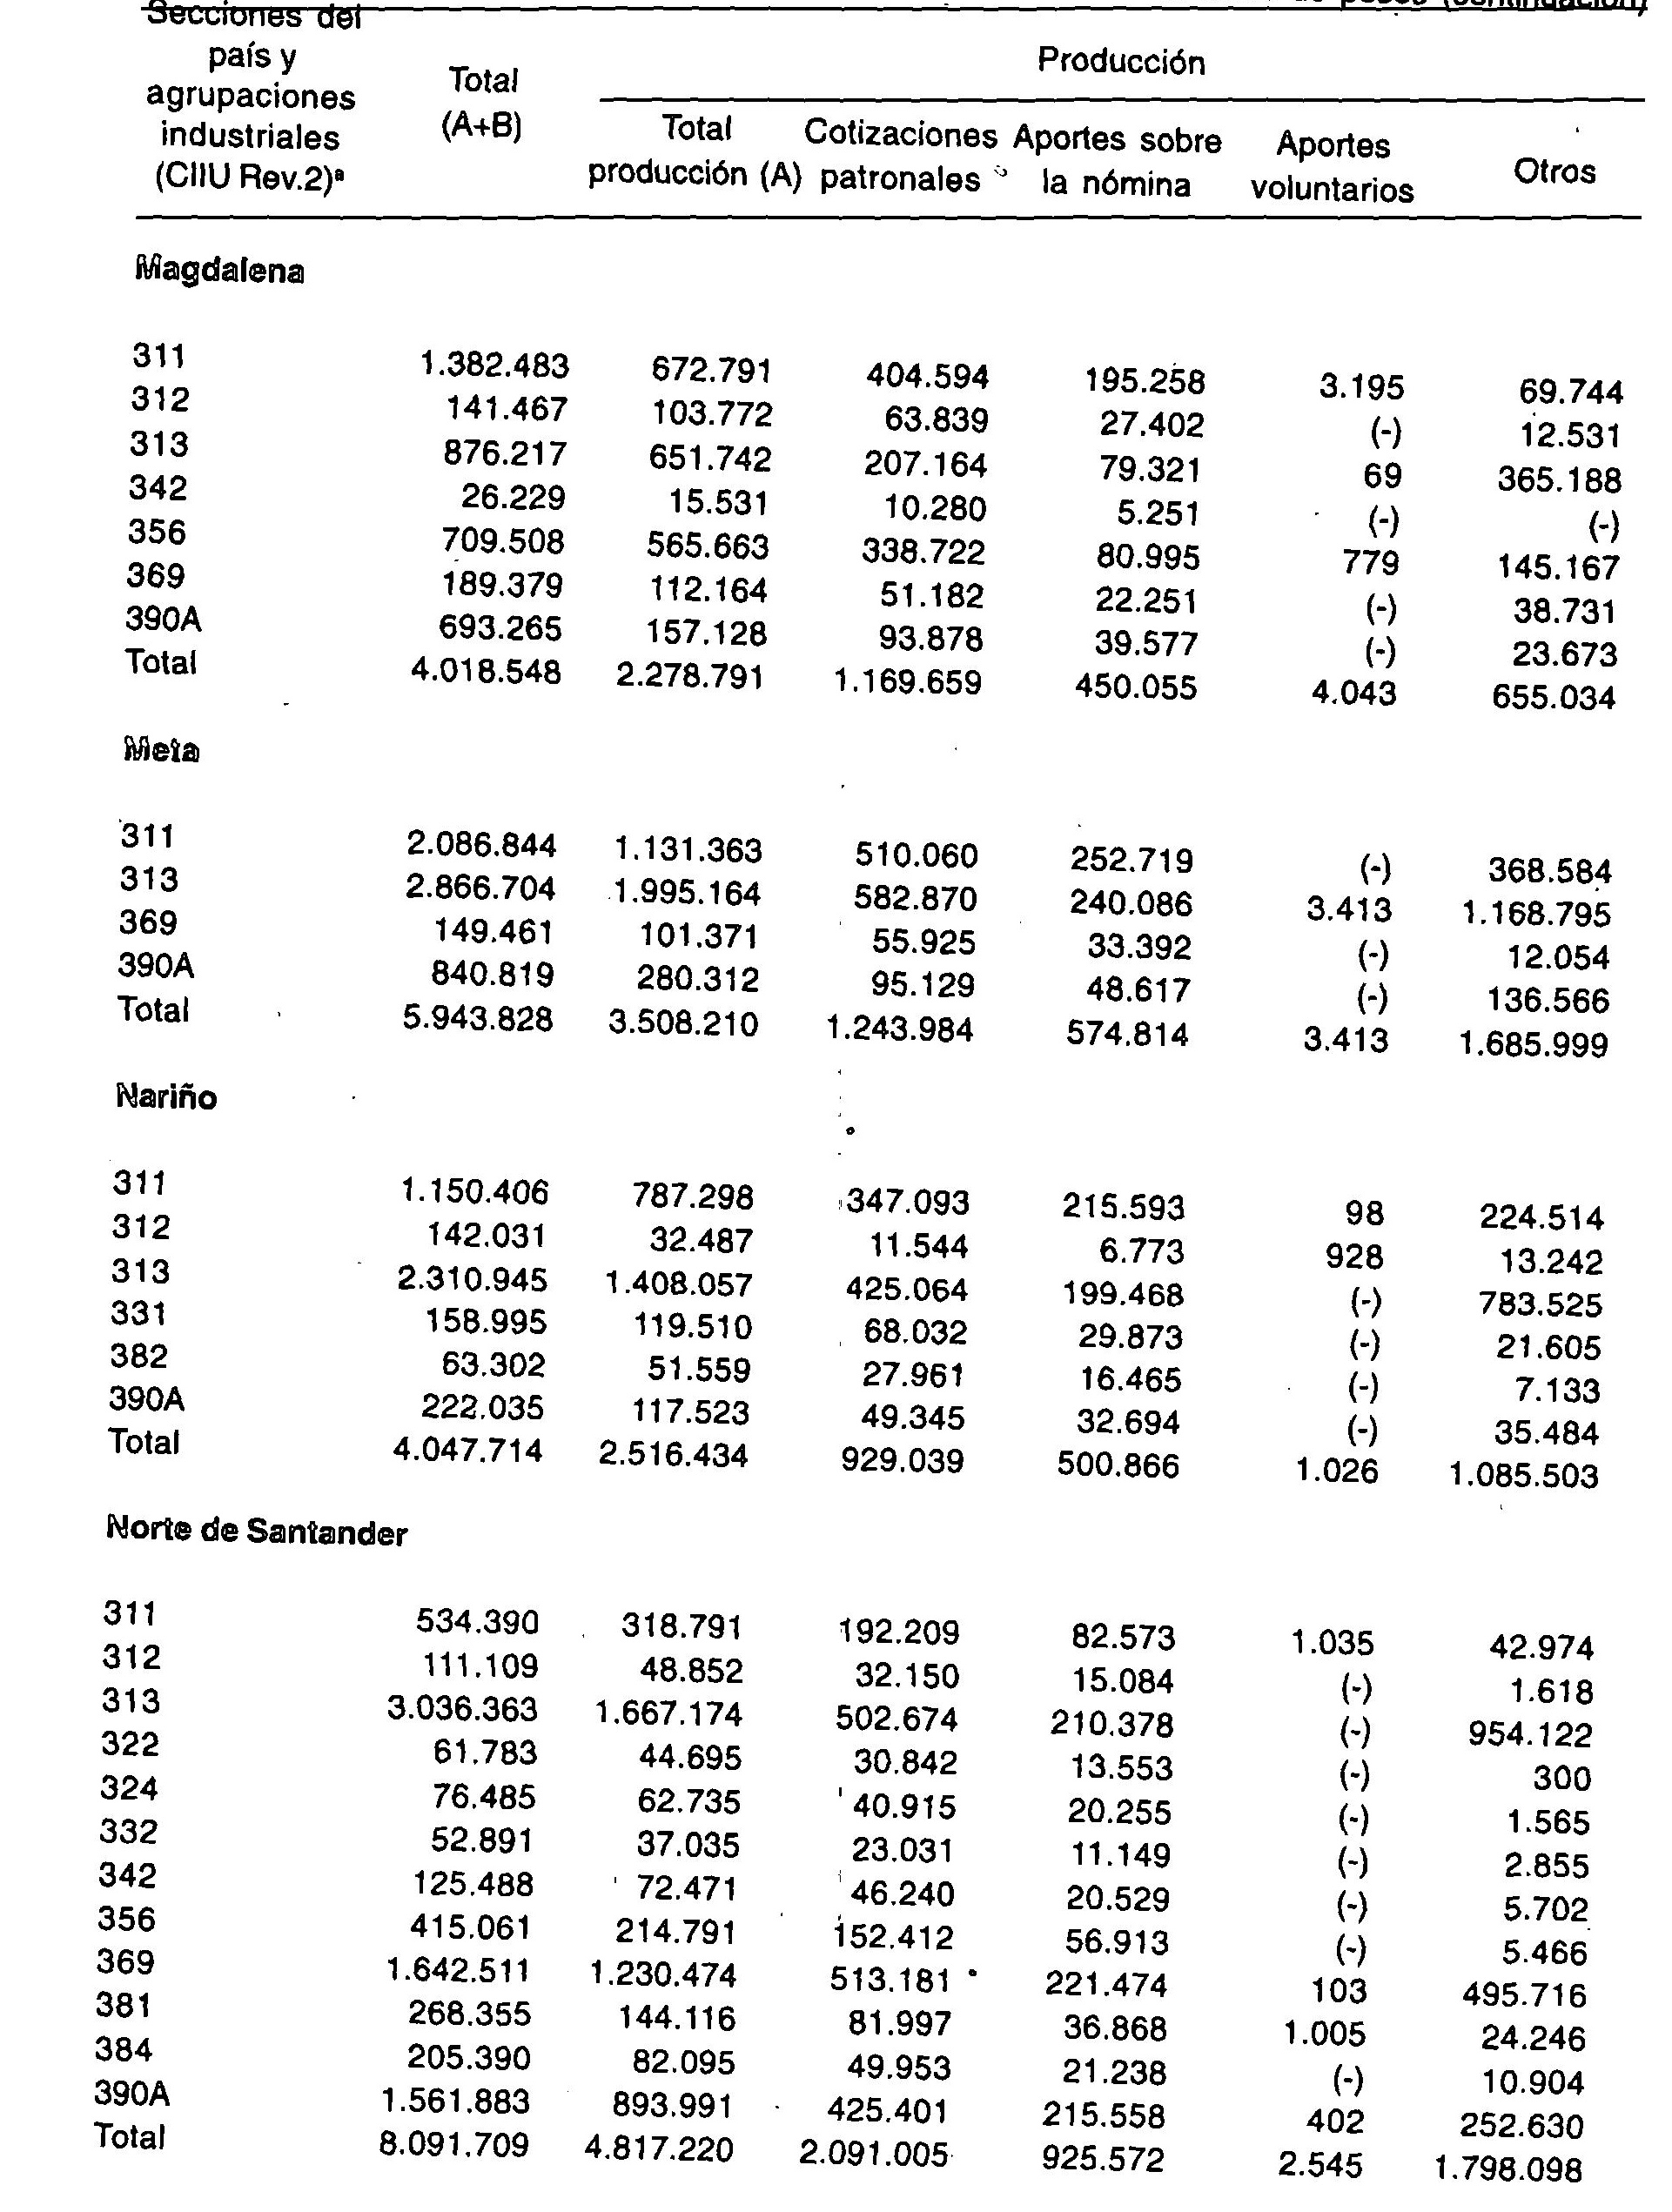 pesos (continuación)
Secciones del
país y
agrupaciones
industriales
(CIIU Rev.2)ª
Total
(A+B)
Producción
Total
producción (A)
Cotizaciones
patronales
Aportes sobre
la nómina
Aportes
voluntarios
Otros
Magdalena
311 1.382.483 672.791 404.594 195.258 3.195 69.744
312 141.467 103.772 63.839 27.402 (-) 12.531
313 876.217 651.742 207.164 79.321 69 365.188
342 26.229 15.531 10.280 5.251 (-) (-)
356 709.508 565.663 338.722 80.995 779 145.167
369 189.379 112.164 51.182 22.251 (-) 38.731
390A 693.265 157.128 93.878 39.577 (-) 23.673
Total 4.018.548 2.278.791 1.169.659 450.055 4.043 655.034
Meta
311 2.086.844 1.131.363 510.060 252.719 (-) 368.584
313 2.866.704 1.995.164 582.870 240.086 3.413 1.168.795
369 149.461 101.371 55.925 33.392 (-) 12.054
390A 840.819 280.312 95.129 48.617 (-) 136.566
Total 5.943.828 3.508.210 1.243.984 574.814 3.413 1.685.999
Nariño
311 1.150.406 787.298 347.093 215.593 98 224.514
312 142.031 32.487 11.544 6.773 928 13.242
313 2.310.945 1.408.057 425.064 199.468 (-) 783.525
331 158.995 119.510 68.032 29.873 (-) 21.605
382 63.302 51.559 27.961 16.465 (-) 7.133
390A 222.035 117.523 49.345 32.694 (-) 35.484
Total 4.047.714 2.516.434 929.039 500.866 1.026 1.085.503
Norte de Santander
311 534.390 318.791 192.209 82.573 1.035 42.974
312 111.109 48.852 32.150 15.084 (-) 1.618
313 3.036.363 1.667.174 502.674 210.378 (-) 954.122
322 61.783 44.695 30.842 13.553 (-) 300
324 76.485 62.735 40.915 20.255 (-) 1.565
332 52.891 37.035 23.031 11.149 (-) 2.855
342 125.488 72.471 46.240 20.529 (-) 5.702
356 415.061 214.791 152.412 56.913 (-) 5.466
369 1.642.511 1.230.474 513.181 221.474 103 495.716
381 268.355 144.116 81.997 36.868 1.005 24.246
384 205.390 82.095 49.953 21.238 (-) 10.904
390A 1.561.883 893.991 425.401 215.558 402 252.630
Total 8.091.709 4.817.220 2.091.005 925.572 2.545 1.798.098